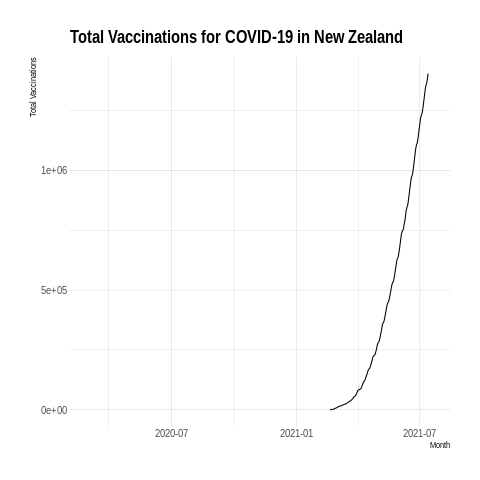 Total Vaccinations for COVID-19 in New Zealand
Total Vaccinations
1e+06
5e+05
0e+00
2020-07 2021-01 2021-07
Month